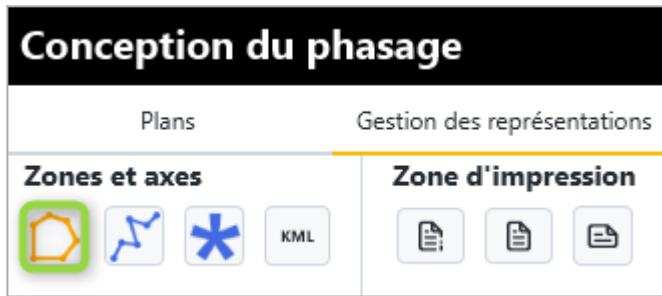 Conception du phasage
Plans
Gestion des représentations
Zones et axes
Zone d'impression
KML